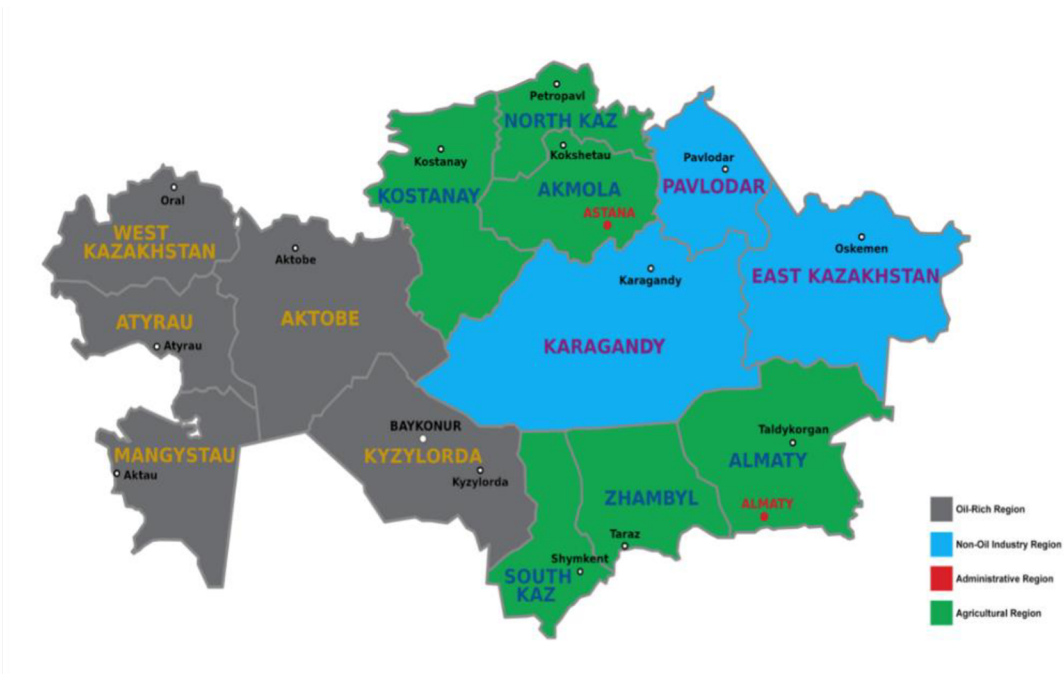 Petropavl
NORTH KAZ
Kostanay
Kokshetau
Pavlodar
KOSTANAY
AKMOLA
PAVLODAR
ASTANA
Oral
WEST
KAZAKHSTAN
Aktobe
Karagandy
Oskemen
EAST KAZAKHSTAN
ATYRAU
AKTOBE
Atyrau
KARAGANDY
BAYKONUR
MANGYSTAU
KYZYLORDA
Aktau
Kyzylorda
Taldykorgan
ALMATY
ZHAMBYL
ALMATY
Taraz
Shymkent
SOUTH
KAZ
Oil-Rich Region
Non-Oil Industry Region
Administrative Region
Agricultural Region